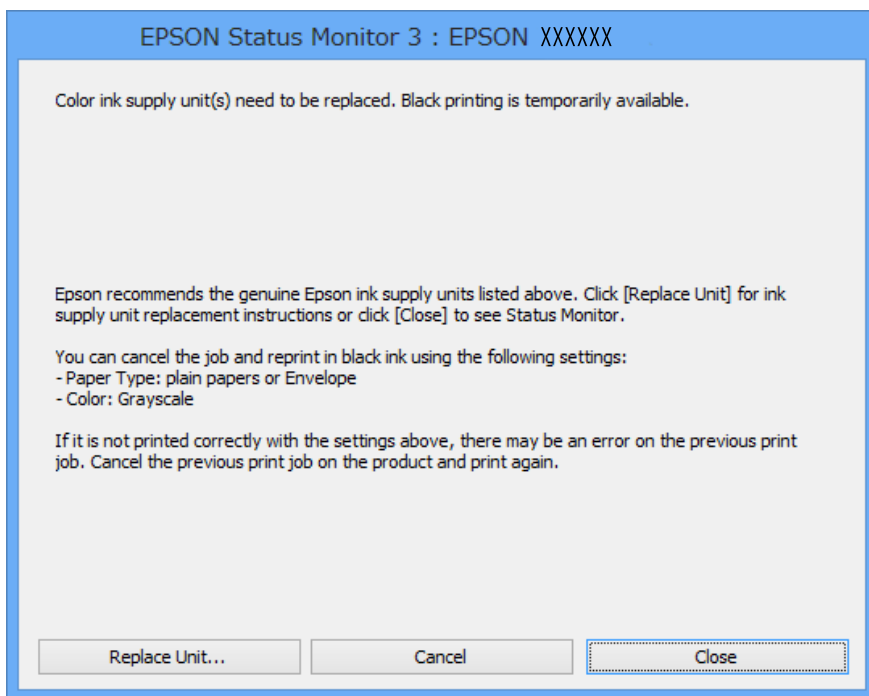 EPSON Status Monitor 3 : EPSON XXXXXX
Color ink supply unit(s) need to be replaced. Black printing is temporarily available.
Epson recommends the genuine Epson ink supply units listed above. Click [Replace Unit] for ink
supply unit replacement instructions or click [Close] to see Status Monitor.
You can cancel the job and reprint in black ink using the following settings:
- Paper Type: plain papers or Envelope
- Color: Grayscale
If it is not printed correctly with the settings above, there may be an error on the previous print
job. Cancel the previous print job on the product and print again.
Replace Unit... Cancel Close